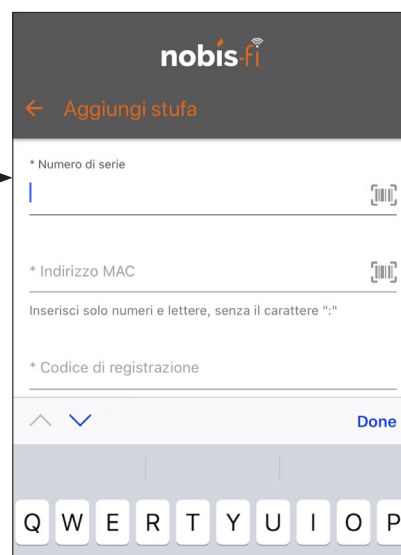 nobis-fi
Aggiungi stufa
* Numero di serie
* Indirizzo MAC
Inserisci solo numeri e lettere, senza il carattere ":"
* Codice di registrazione
Done
Q W E R T Y U I O P